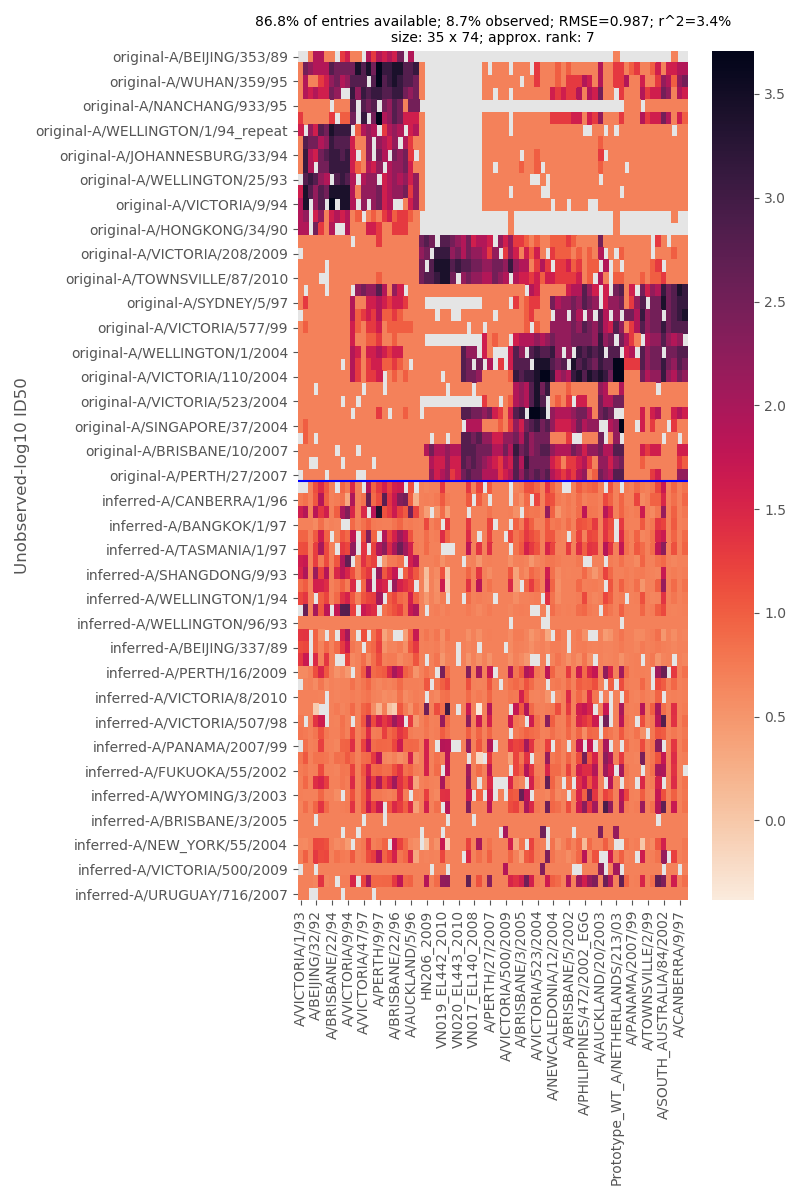 86.8% of entries available; 8.7% observed; RMSE=0.987; r^2=3.4%
size: 35 x 74; approx. rank: 7
Unobserved-log10 ID50
original-A/BEIJING/353/89
original-A/WUHAN/359/95
original-A/NANCHANG/933/95
original-A/WELLINGTON/1/94_repeat
original-A/JOHANNESBURG/33/94
original-A/WELLINGTON/25/93
original-A/VICTORIA/9/94
original-A/HONGKONG/34/90
original-A/VICTORIA/208/2009
original-A/TOWNSVILLE/87/2010
original-A/SYDNEY/5/97
original-A/VICTORIA/577/99
original-A/WELLINGTON/1/2004
original-A/VICTORIA/110/2004
original-A/VICTORIA/523/2004
original-A/SINGAPORE/37/2004
original-A/BRISBANE/10/2007
original-A/PERTH/27/2007
inferred-A/CANBERRA/1/96
inferred-A/BANGKOK/1/97
inferred-A/TASMANIA/1/97
inferred-A/SHANGDONG/9/93
inferred-A/WELLINGTON/1/94
inferred-A/WELLINGTON/96/93
inferred-A/BEIJING/337/89
inferred-A/PERTH/16/2009
inferred-A/VICTORIA/8/2010
inferred-A/VICTORIA/507/98
inferred-A/PANAMA/2007/99
inferred-A/FUKUOKA/55/2002
inferred-A/WYOMING/3/2003
inferred-A/BRISBANE/3/2005
inferred-A/NEW_YORK/55/2004
inferred-A/VICTORIA/500/2009
inferred-A/URUGUAY/716/2007
A/VICTORIA/1/93
A/BEIJING/32/92
A/BRISBANE/22/94
A/VICTORIA/9/94
A/VICTORIA/47/97
A/PERTH/9/97
A/BRISBANE/22/96
A/AUCKLAND/5/96
HN206_2009
VN019_EL442_2010
VN020_EL443_2010
VN017_EL140_2008
A/PERTH/27/2007
A/VICTORIA/500/2009
A/BRISBANE/3/2005
A/VICTORIA/523/2004
A/NEWCALEDONIA/12/2004
A/BRISBANE/5/2002
A/PHILIPPINES/472/2002_EGG
A/AUCKLAND/20/2003
Prototype_WT_A/NETHERLANDS/213/03
A/PANAMA/2007/99
A/TOWNSVILLE/2/99
A/SOUTH_AUSTRALIA/84/2002
A/CANBERRA/9/97
3.5
3.0
2.5
2.0
1.5
1.0
0.5
0.0